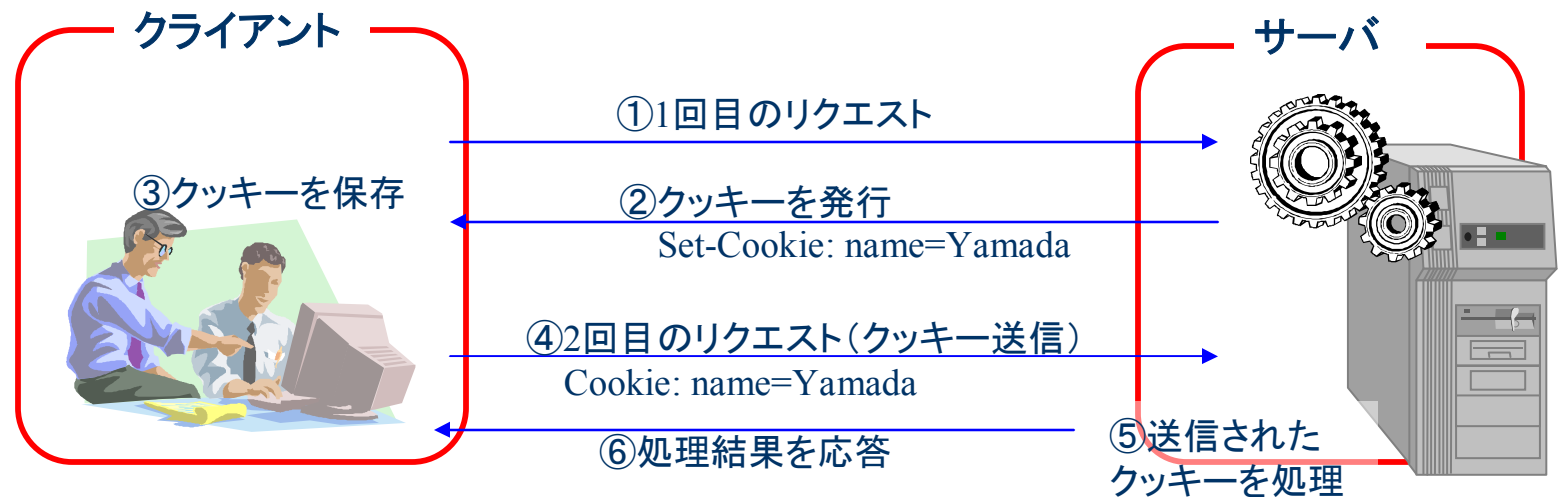 クライアント
サーバ
①1回目のリクエスト
②クッキーを発行
Set-Cookie: name=Yamada
③クッキーを保存
④2回目のリクエスト（クッキー送信）
Cookie: name=Yamada
⑤送信された
クッキーを処理
⑥処理結果を応答